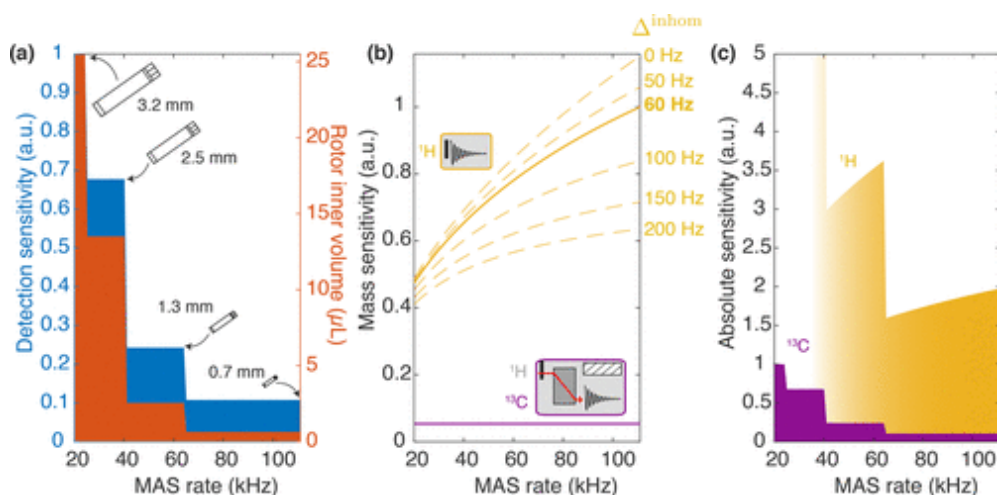 (a)
Detection sensitivity (a.u.)
1
0.9
0.8
0.7
0.6
0.5
0.4
0.3
0.2
0.1
0
3.2 mm
2.5 mm
1.3 mm
0.7 mm
25
20
15
10
5
0
Rotor inner volume (µL)
20 40 60 80 100
MAS rate (kHz)
(b)
Mass sensitivity (a.u.)
1
0.8
0.6
0.4
0.2
0
¹H
Δ^inhom
0 Hz
50 Hz
60 Hz
100 Hz
150 Hz
200 Hz
¹H
¹³C
20 40 60 80 100
MAS rate (kHz)
(c)
Absolute sensitivity (a.u.)
5
4.5
4
3.5
3
2.5
2
1.5
1
0.5
0
¹H
¹³C
20 40 60 80 100
MAS rate (kHz)